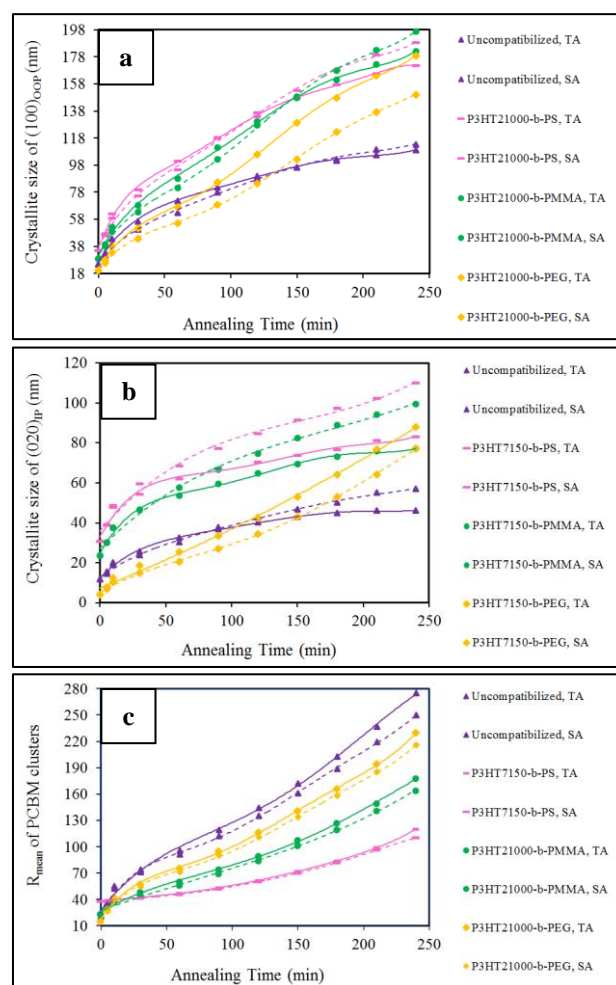 a
Crystallite size of (100)OOP (nm)
198
178
158
138
118
98
78
58
38
18
0
50
100
150
200
250
Annealing Time (min)
Uncompatibilized, TA
Uncompatibilized, SA
P3HT21000-b-PS, TA
P3HT21000-b-PS, SA
P3HT21000-b-PMMA, TA
P3HT21000-b-PMMA, SA
P3HT21000-b-PEG, TA
P3HT21000-b-PEG, SA
b
Crystallite size of (020)IP (nm)
120
100
80
60
40
20
0
0
50
100
150
200
250
Annealing Time (min)
Uncompatibilized, TA
Uncompatibilized, SA
P3HT7150-b-PS, TA
P3HT7150-b-PS, SA
P3HT7150-b-PMMA, TA
P3HT7150-b-PMMA, SA
P3HT7150-b-PEG, TA
P3HT7150-b-PEG, SA
c
Rmean of PCBM clusters
280
250
220
190
160
130
100
70
40
10
0
50
100
150
200
250
Annealing Time (min)
Uncompatibilized, TA
Uncompatibilized, SA
P3HT7150-b-PS, TA
P3HT7150-b-PS, SA
P3HT21000-b-PMMA, TA
P3HT21000-b-PMMA, SA
P3HT21000-b-PEG, TA
P3HT21000-b-PEG, SA